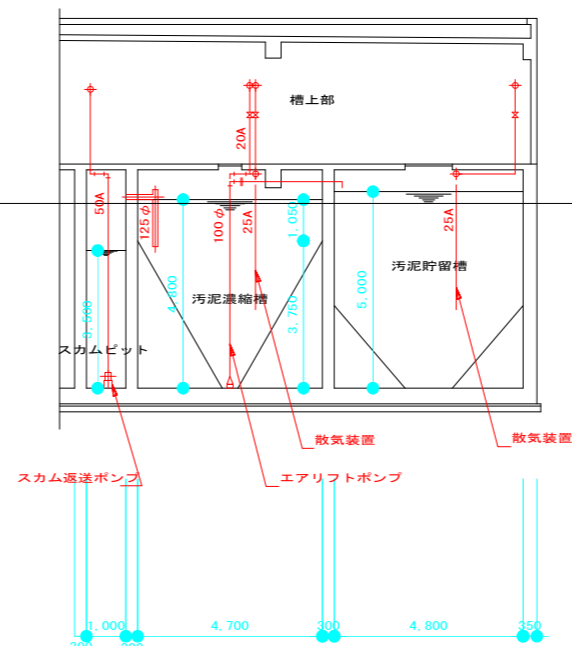 槽上部
20A
50A
125φ
100φ
25A
1,050
25A
汚泥貯留槽
4,800
汚泥濃縮槽
5,000
3,750
3,500
スカムピット
散気装置
散気装置
スカム返送ポンプ
エアリフトポンプ
1,000
4,700
300
4,800
350
300
300